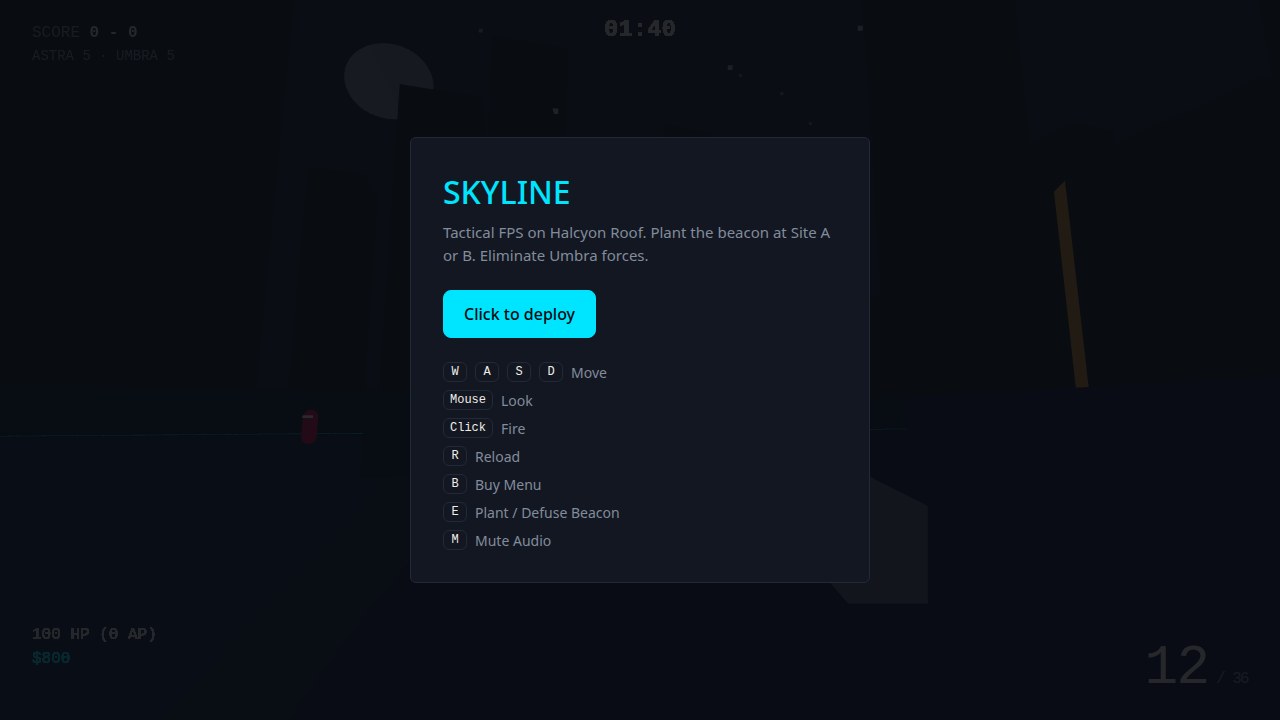 SCORE 0 - 0
01:40
ASTRA 5 · UMBRA 5
SKYLINE
Tactical FPS on Halcyon Roof. Plant the beacon at Site A
or B. Eliminate Umbra forces.
Click to deploy
W A S D Move
Mouse Look
Click Fire
R Reload
B Buy Menu
E Plant / Defuse Beacon
M Mute Audio
100 HP (0 AP)
$800
12 / 36